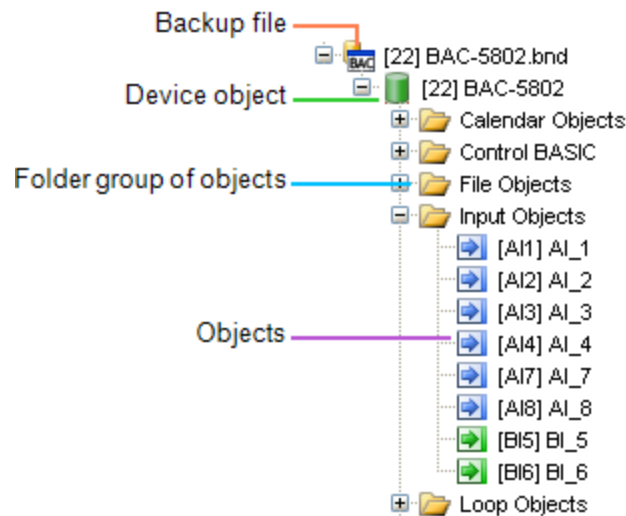 Backup file
BAC
[22] BAC-5802.bnd
Device object
[22] BAC-5802
Calendar Objects
Control BASIC
Folder group of objects
File Objects
Input Objects
[AI1] AI_1
[AI2] AI_2
[AI3] AI_3
Objects
[AI4] AI_4
[AI7] AI_7
[AI8] AI_8
[BI5] BI_5
[BI6] BI_6
Loop Objects